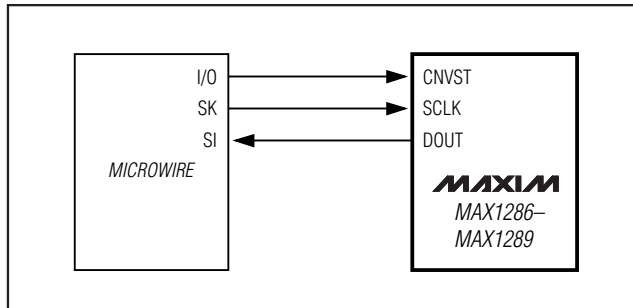 I/O
SK
SI
MICROWIRE
CNVST
SCLK
DOUT
MAXIM
MAX1286–
MAX1289